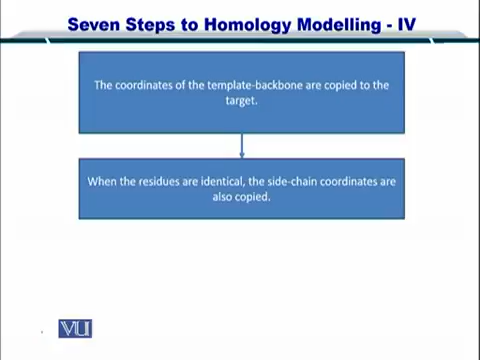 Seven Steps to Homology Modelling - IV
The coordinates of the template-backbone are copied to the
target.
When the residues are identical, the side-chain coordinates are
also copied.
VU